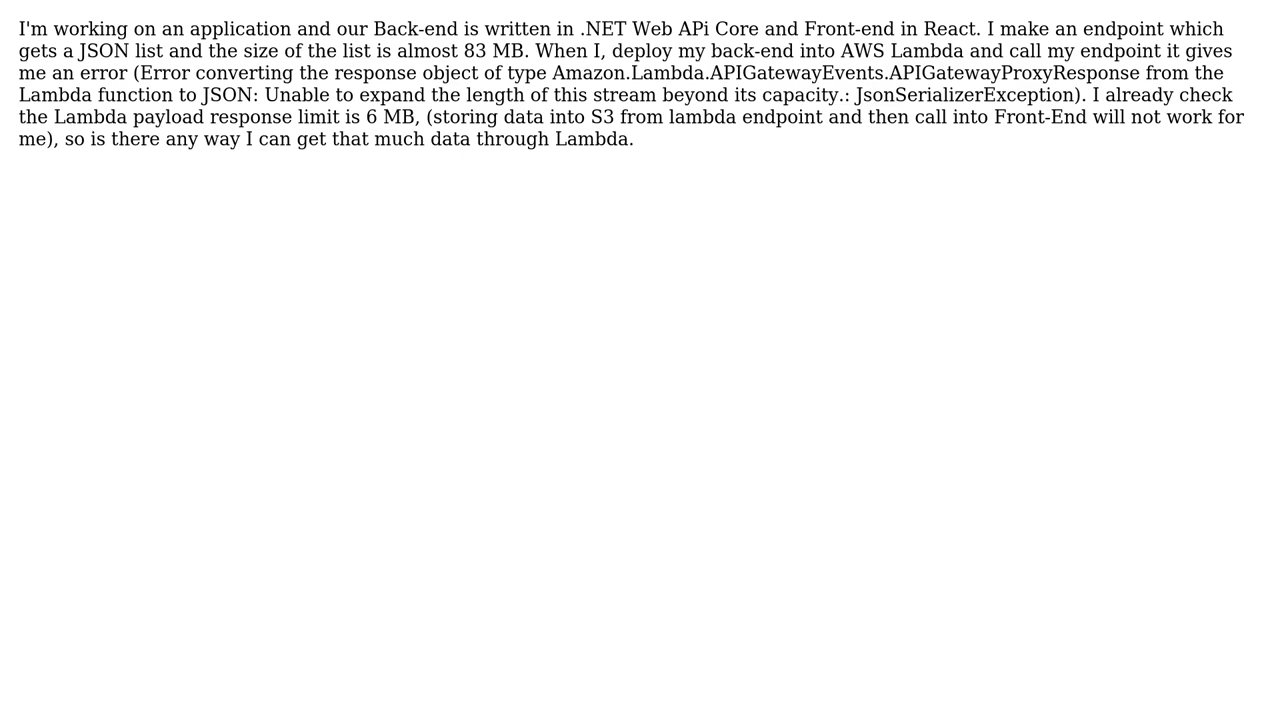 I'm working on an application and our Back-end is written in .NET Web APi Core and Front-end in React. I make an endpoint which
gets a JSON list and the size of the list is almost 83 MB. When I, deploy my back-end into AWS Lambda and call my endpoint it gives
me an error (Error converting the response object of type Amazon.Lambda.APIGatewayEvents.APIGatewayProxyResponse from the
Lambda function to JSON: Unable to expand the length of this stream beyond its capacity.: JsonSerializerException). I already check
the Lambda payload response limit is 6 MB, (storing data into S3 from lambda endpoint and then call into Front-End will not work for
me), so is there any way I can get that much data through Lambda.